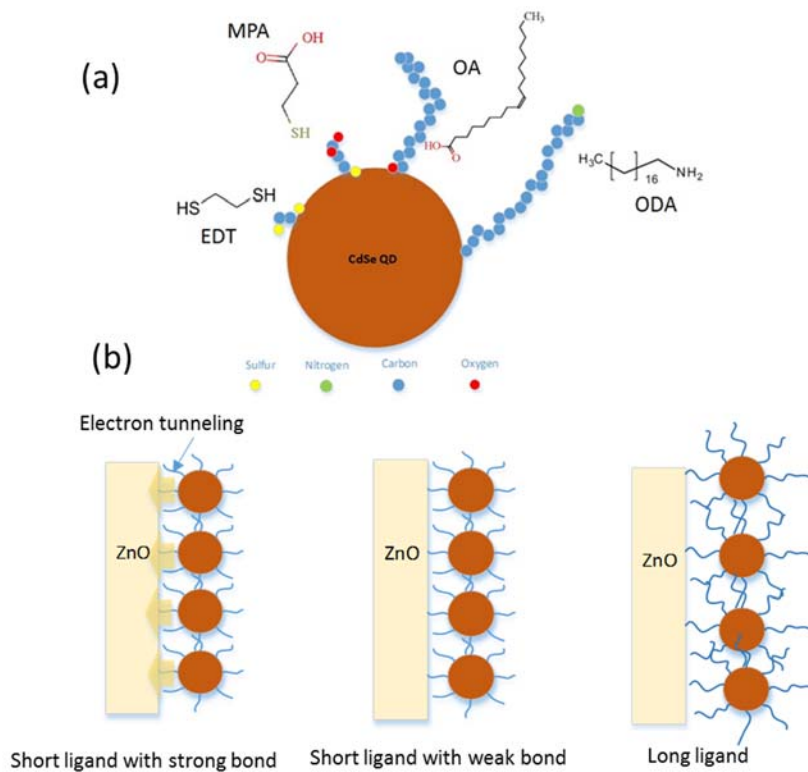 (a)
MPA
OH
O
SH
OA
CH₃
HO
O
H₃C
16
NH₂
ODA
HS
SH
EDT
CdSe QD
(b)
Sulfur Nitrogen Carbon Oxygen
Electron tunneling
ZnO
ZnO
ZnO
Short ligand with strong bond
Short ligand with weak bond
Long ligand